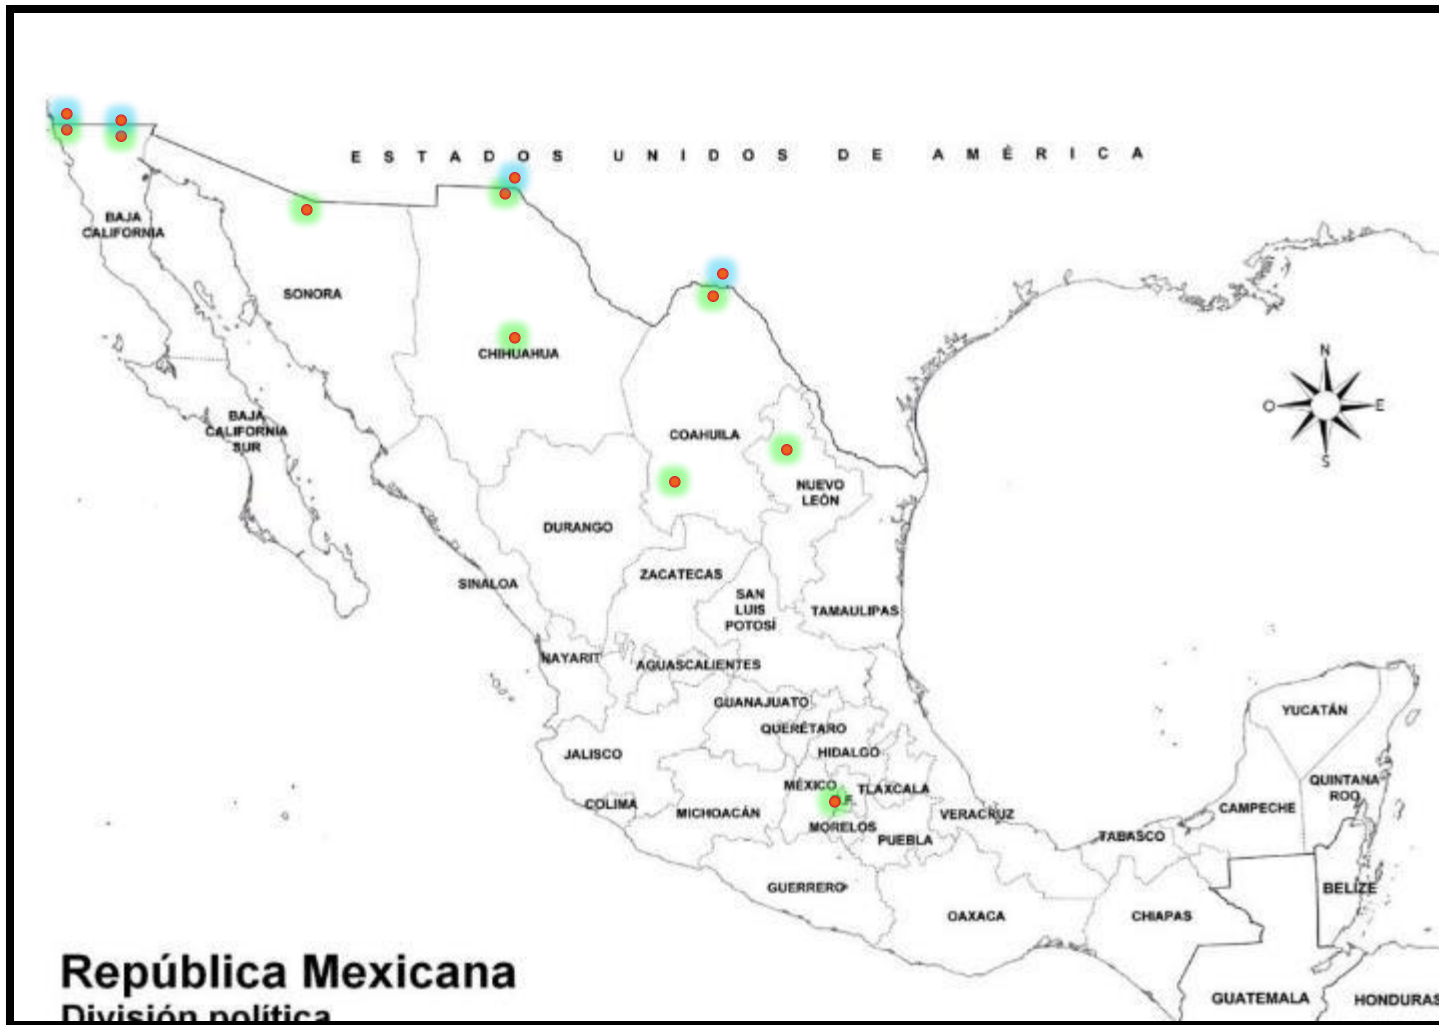 ESTADOS UNIDOS DE AMÉRICA
BAJA
CALIFORNIA
SONORA
CHIHUAHUA
N
O
E
S
BAJA
CALIFORNIA
SUR
COAHUILA
NUEVO
LEÓN
DURANGO
SINALOA
ZACATECAS
SAN
LUIS
POTOSÍ
TAMAULIPAS
NAYARIT
AGUASCALIENTES
GUANAJUATO
QUERÉTARO
HIDALGO
JALISCO
MÉXICO
TLAXCALA
COLIMA
MICHOACÁN
MORELOS
PUEBLA
VERACRUZ
TABASCO
YUCATÁN
QUINTANA
ROO
CAMPECHE
GUERRERO
OAXACA
CHIAPAS
BELIZE
República Mexicana
División política
GUATEMALA
HONDURAS